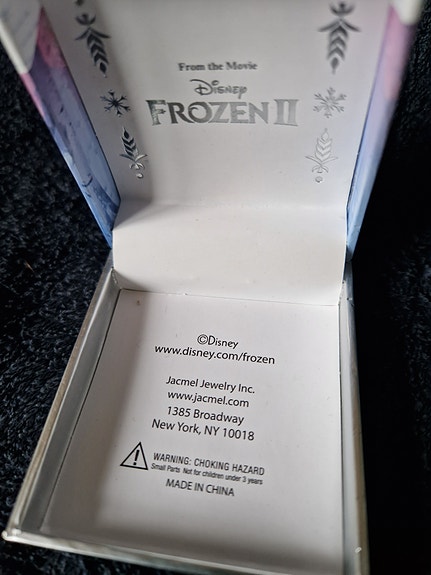 From the Movie
Disney
FROZEN II
©Disney
www.disney.com/frozen
Jacmel Jewelry Inc.
www.jacmel.com
1385 Broadway
New York, NY 10018
WARNING: CHOKING HAZARD
Small Parts Not for children under 3 years
MADE IN CHINA